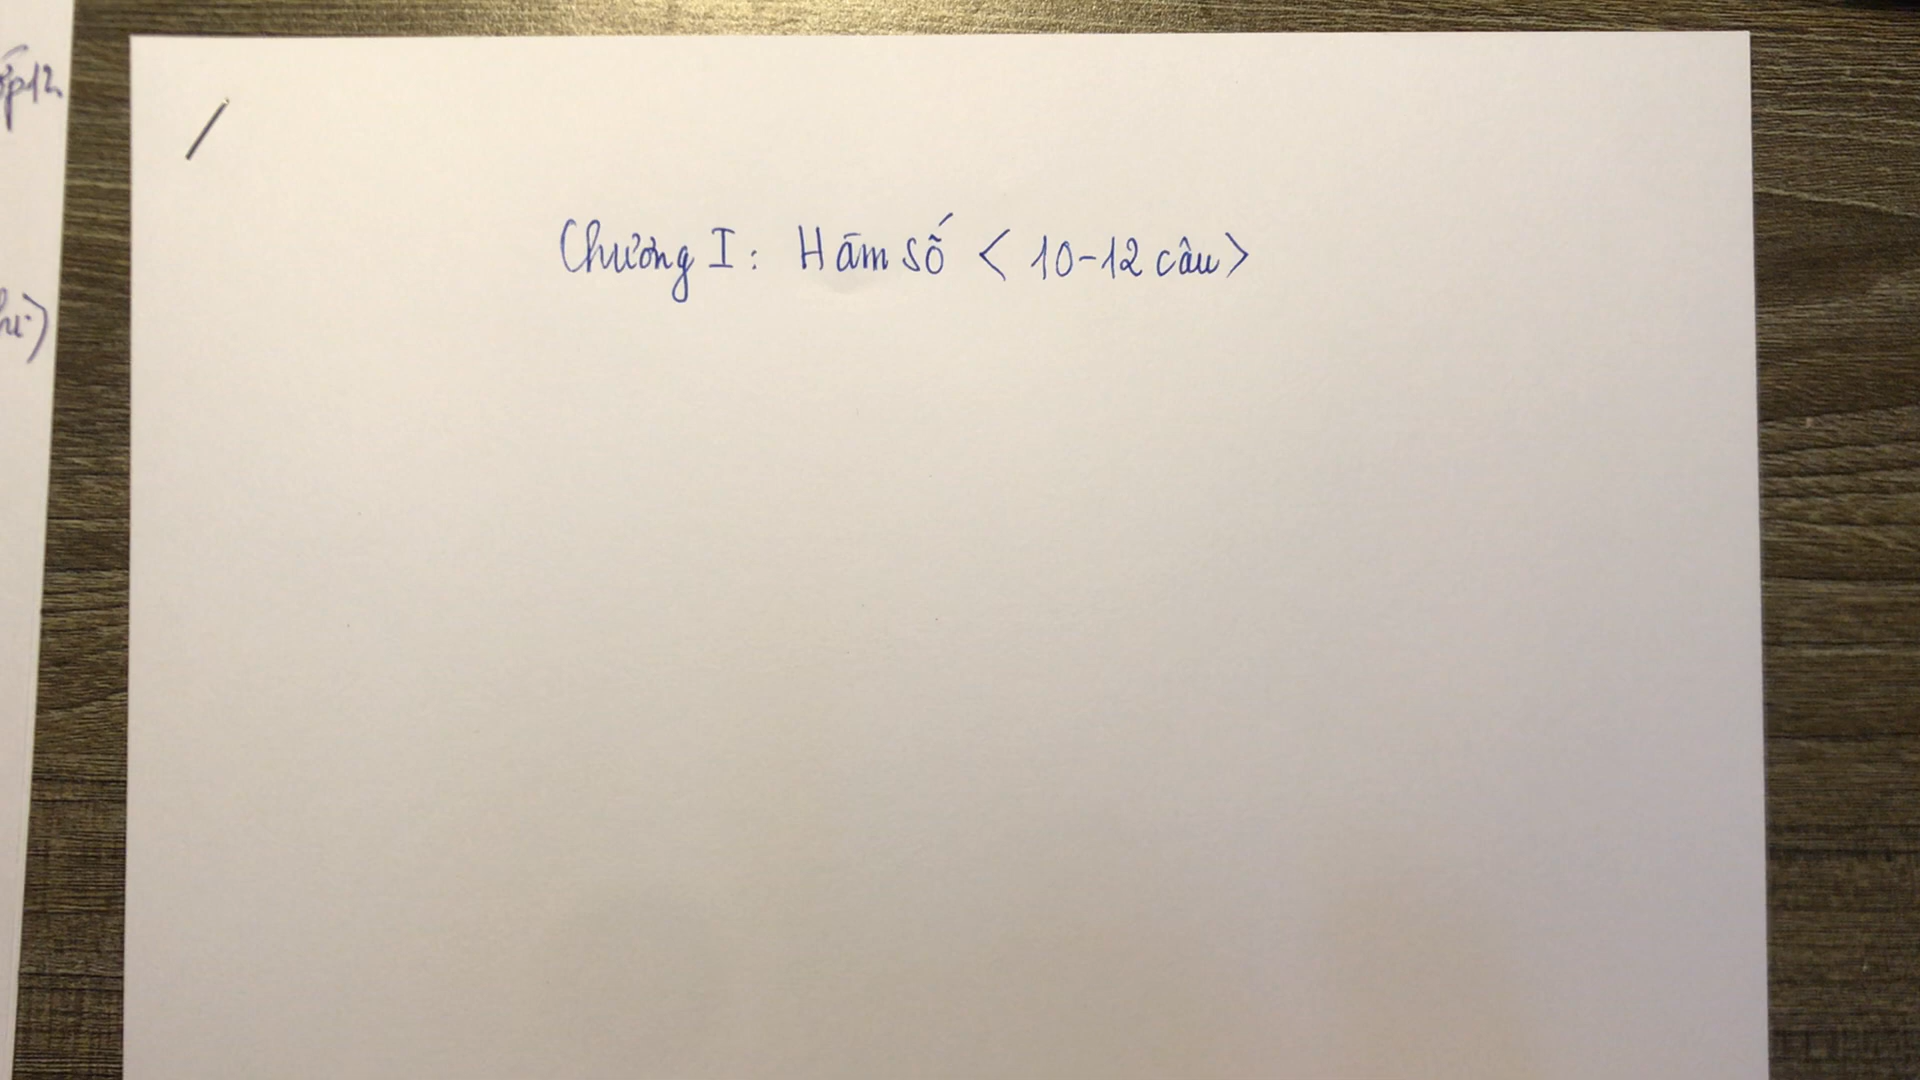 Chương I: Hàm số < 10-12 câu>